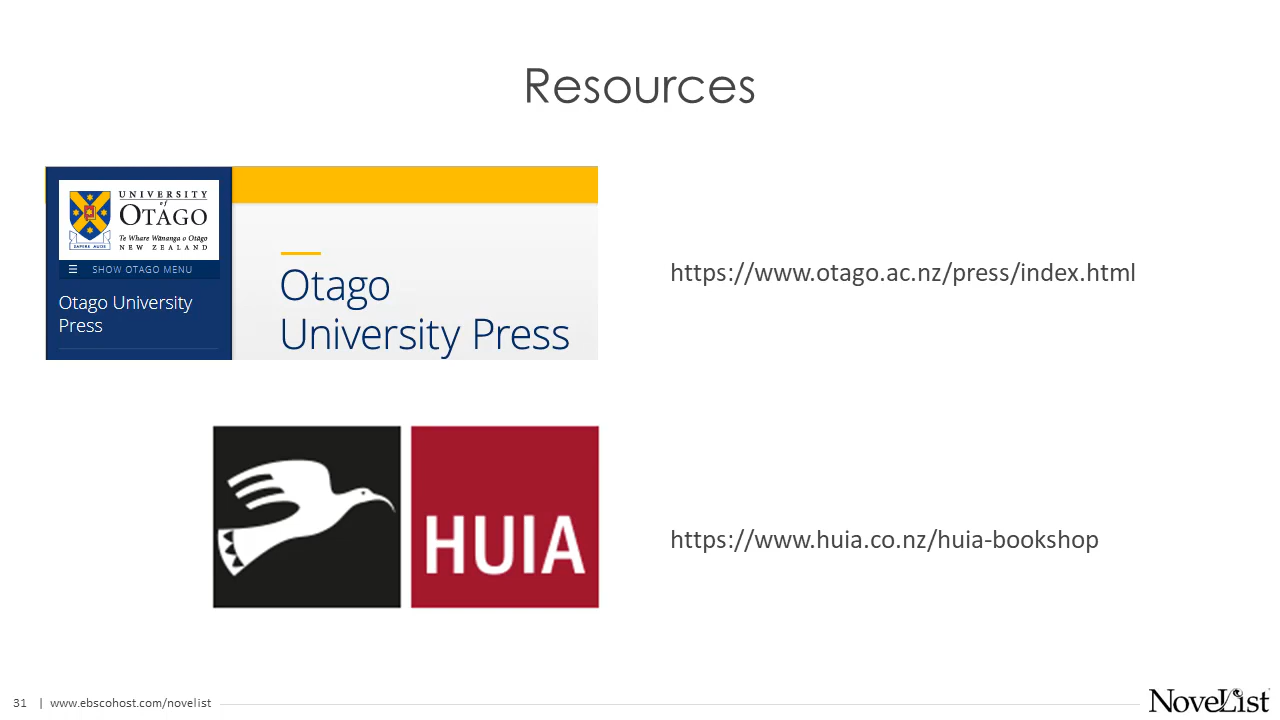 Resources
UNIVERSITY
of
OTAGO
Te Whare Wānanga o Otāgo
NEW ZEALAND
SAPERE AUDE
☰ SHOW OTAGO MENU
Otago University
Press
Otago
University Press
https://www.otago.ac.nz/press/index.html
HUIA
https://www.huia.co.nz/huia-bookshop
31 | www.ebscohost.com/novelist
NoveList